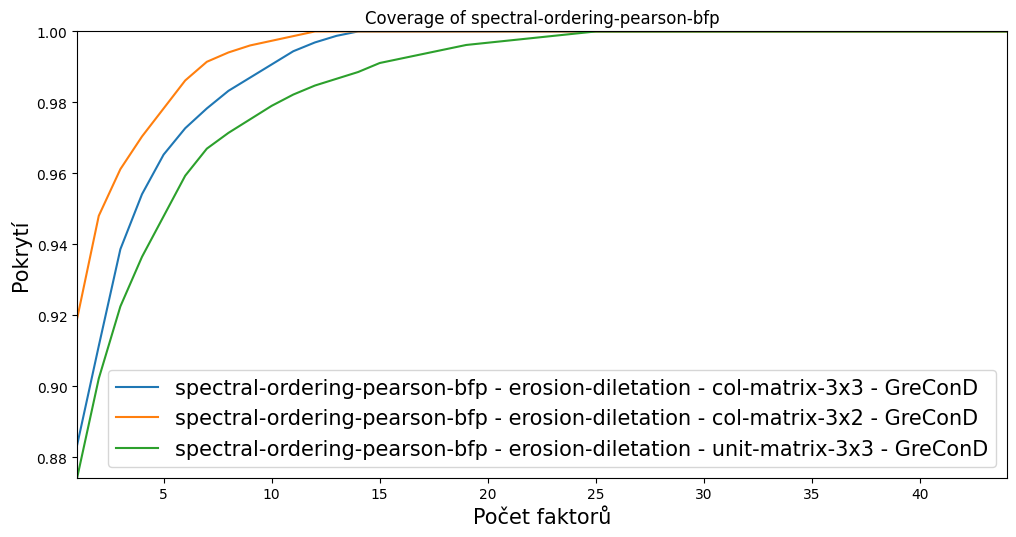 Coverage of spectral-ordering-pearson-bfp
1.00
0.98
0.96
0.94
0.92
0.90
0.88
Pokrytí
spectral-ordering-pearson-bfp - erosion-diletation - col-matrix-3x3 - GreConD
spectral-ordering-pearson-bfp - erosion-diletation - col-matrix-3x2 - GreConD
spectral-ordering-pearson-bfp - erosion-diletation - unit-matrix-3x3 - GreConD
5 10 15 20 25 30 35 40
Počet faktorů